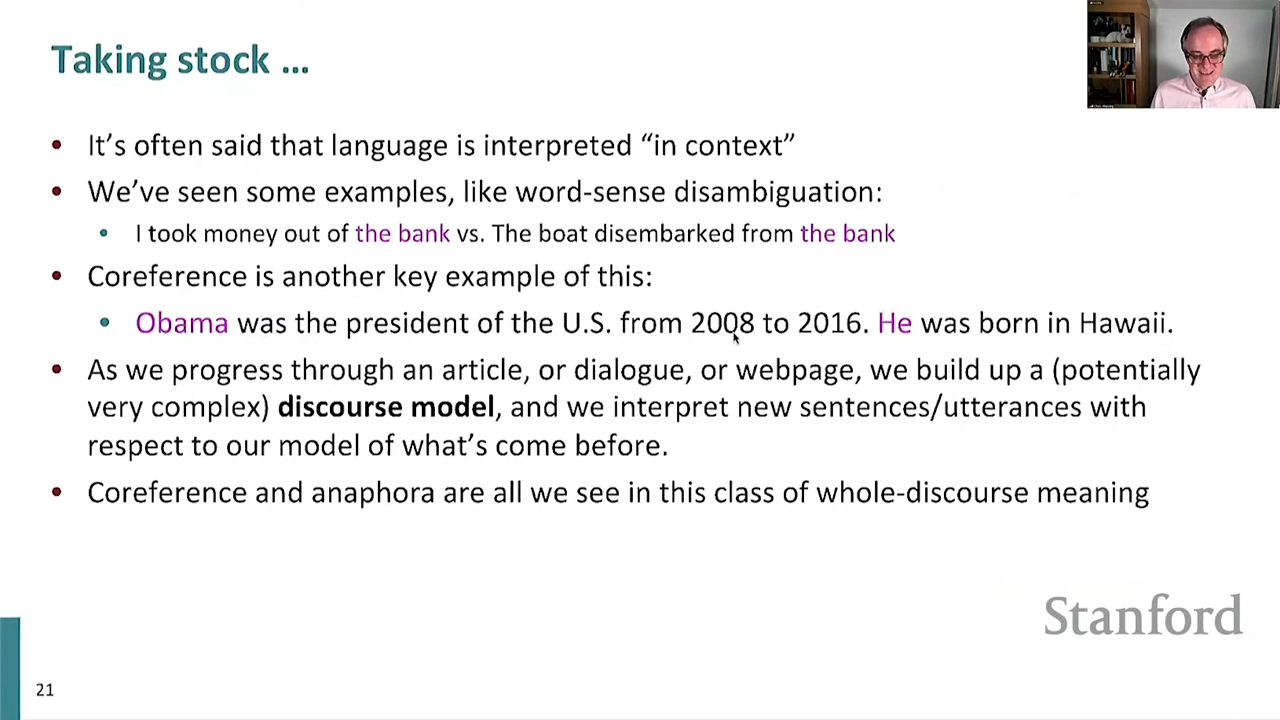 Taking stock …
• It’s often said that language is interpreted “in context”
• We’ve seen some examples, like word-sense disambiguation:
• I took money out of the bank vs. The boat disembarked from the bank
• Coreference is another key example of this:
• Obama was the president of the U.S. from 2008 to 2016. He was born in Hawaii.
• As we progress through an article, or dialogue, or webpage, we build up a (potentially
very complex) discourse model, and we interpret new sentences/utterances with
respect to our model of what’s come before.
• Coreference and anaphora are all we see in this class of whole-discourse meaning
Stanford
21